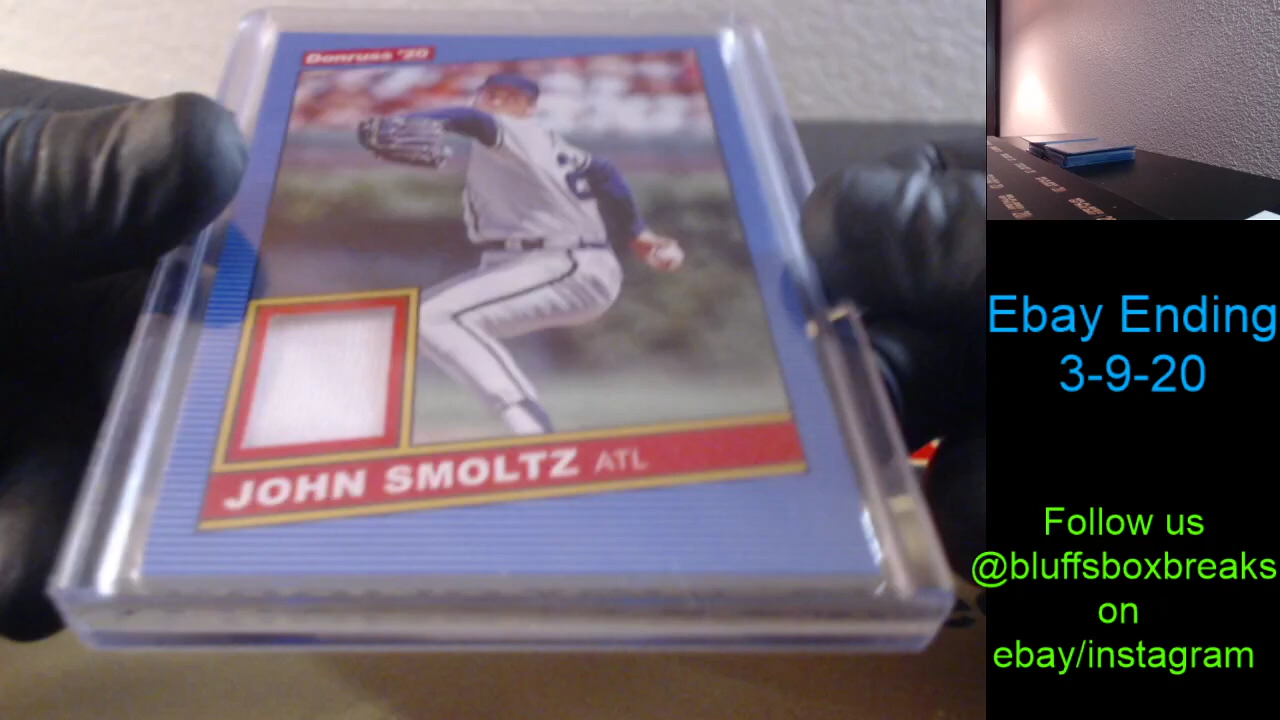 Donruss '20
JOHN SMOLTZ ATL
Ebay Ending
3-9-20
Follow us
@bluffsboxbreaks
on
ebay/instagram